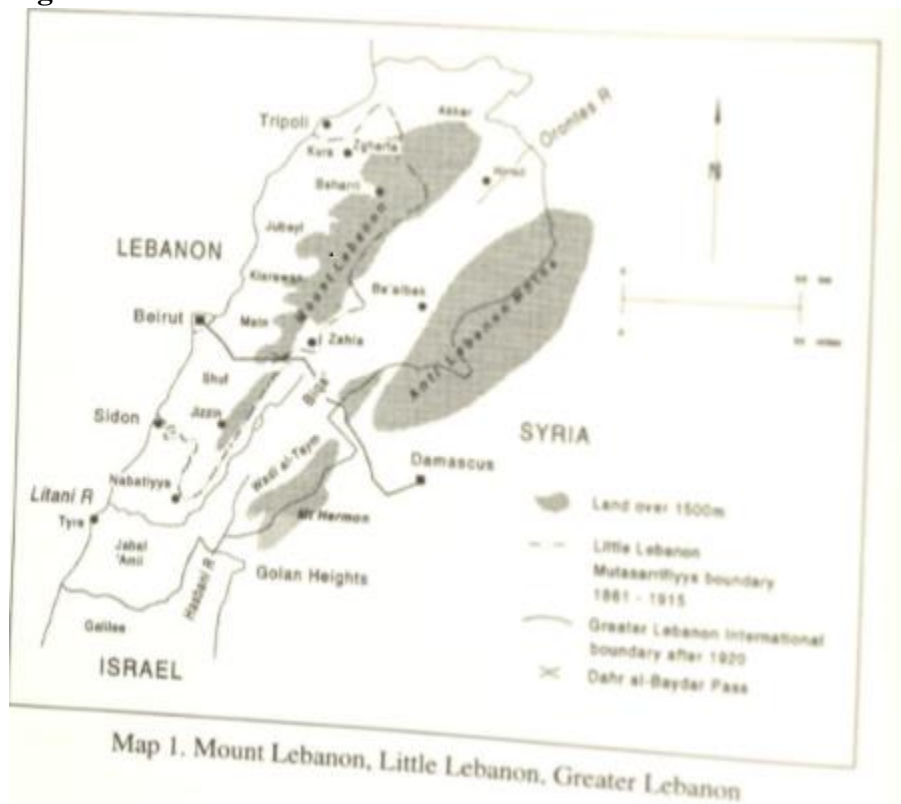 Akkar
Orontes R
Tripoli
Kura
Zgharta
Hirmil
Bsharri
N
Jubayl
LEBANON
Mount Lebanon
Kisrawan
Ba'albek
Beirut
Matn
Zahla
Anti Lebanon Mntns
Shuf
Biqa'
Sidon
Jizzin
SYRIA
Damascus
Wadi al-Taym
Nabatiyya
Litani R
Tyre
Mt Hermon
Land over 1500m
Jabal
'Amil
Little Lebanon
Mutasarrifiyya boundary
1861 - 1915
Golan Heights
Hasbani R
Greater Lebanon International
boundary after 1920
Galilee
Dahr al-Baydar Pass
ISRAEL
Map 1. Mount Lebanon, Little Lebanon, Greater Lebanon